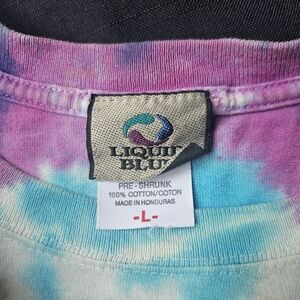 LIQUID
BLUE
PRE-SHRUNK
100% COTTON/COTON
MADE IN HONDURAS
-L-